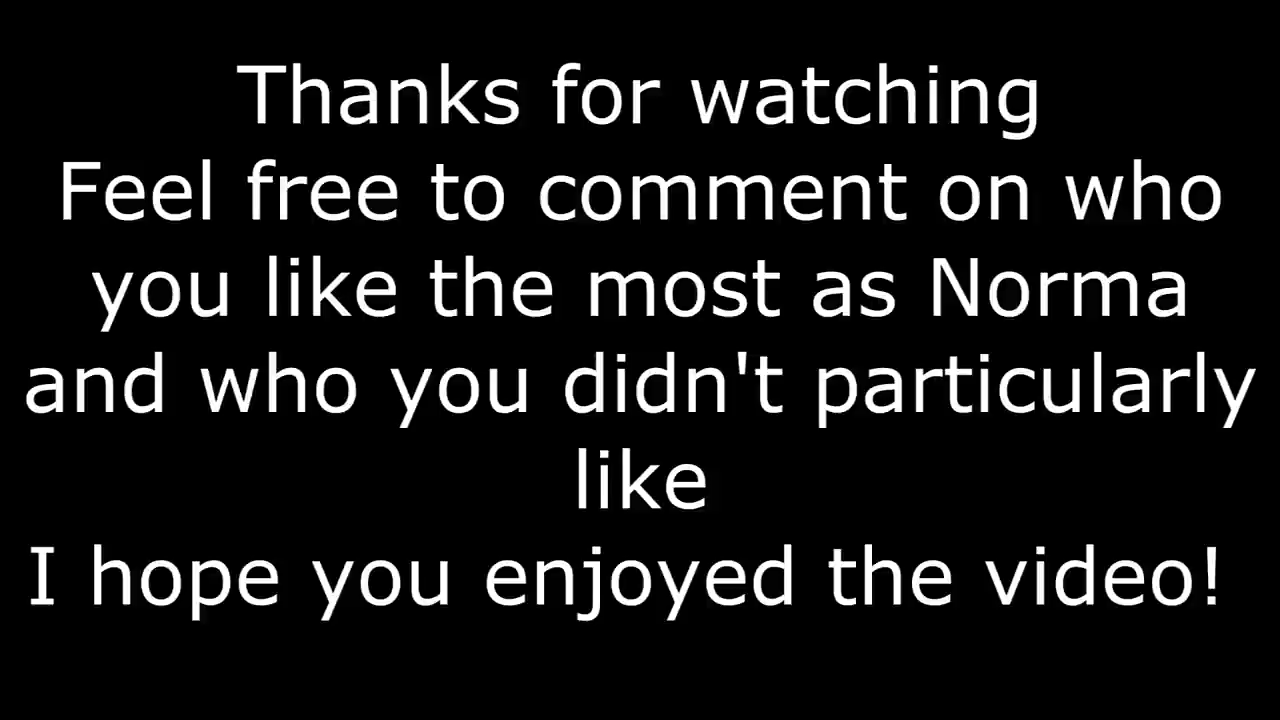 Thanks for watching
Feel free to comment on who
you like the most as Norma
and who you didn't particularly
like
I hope you enjoyed the video!